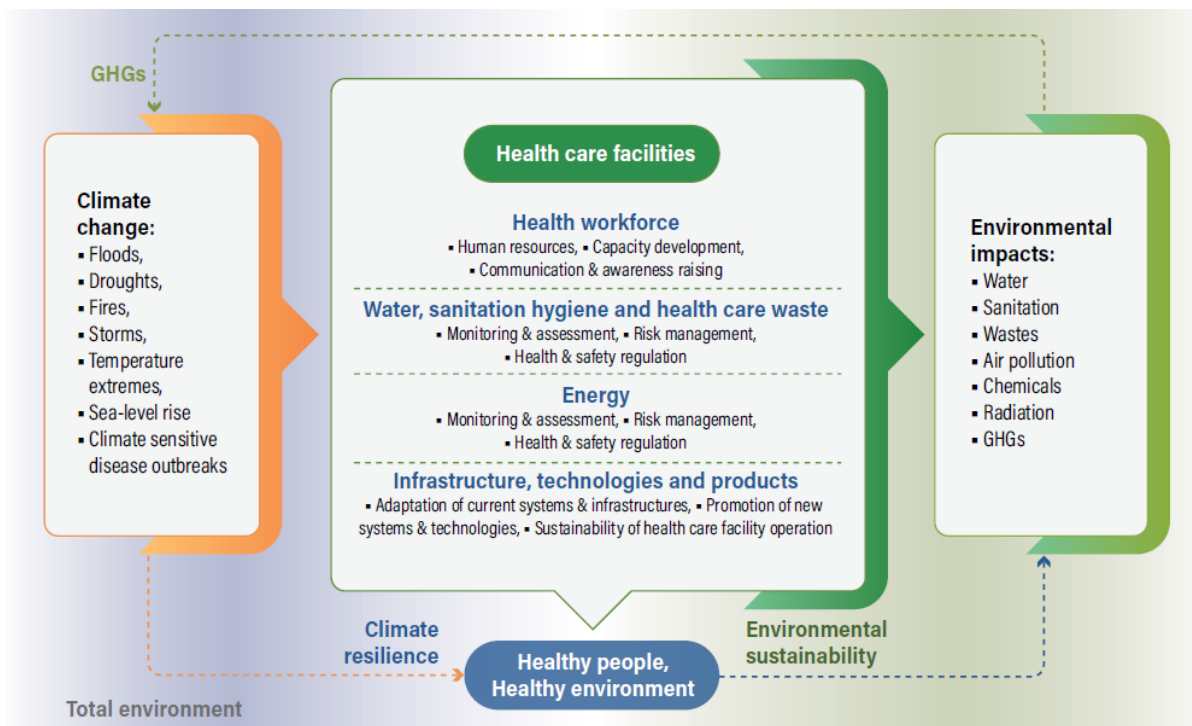 GHGs
Climate
change:
▪ Floods,
▪ Droughts,
▪ Fires,
▪ Storms,
▪ Temperature
extremes,
▪ Sea-level rise
▪ Climate sensitive
disease outbreaks
Health care facilities
Health workforce
▪ Human resources, ▪ Capacity development,
▪ Communication & awareness raising
Water, sanitation hygiene and health care waste
▪ Monitoring & assessment, ▪ Risk management,
▪ Health & safety regulation
Energy
▪ Monitoring & assessment, ▪ Risk management,
▪ Health & safety regulation
Infrastructure, technologies and products
▪ Adaptation of current systems & infrastructures, ▪ Promotion of new
systems & technologies, ▪ Sustainability of health care facility operation
Environmental
impacts:
▪ Water
▪ Sanitation
▪ Wastes
▪ Air pollution
▪ Chemicals
▪ Radiation
▪ GHGs
Climate
resilience
Healthy people,
Healthy environment
Environmental
sustainability
Total environment